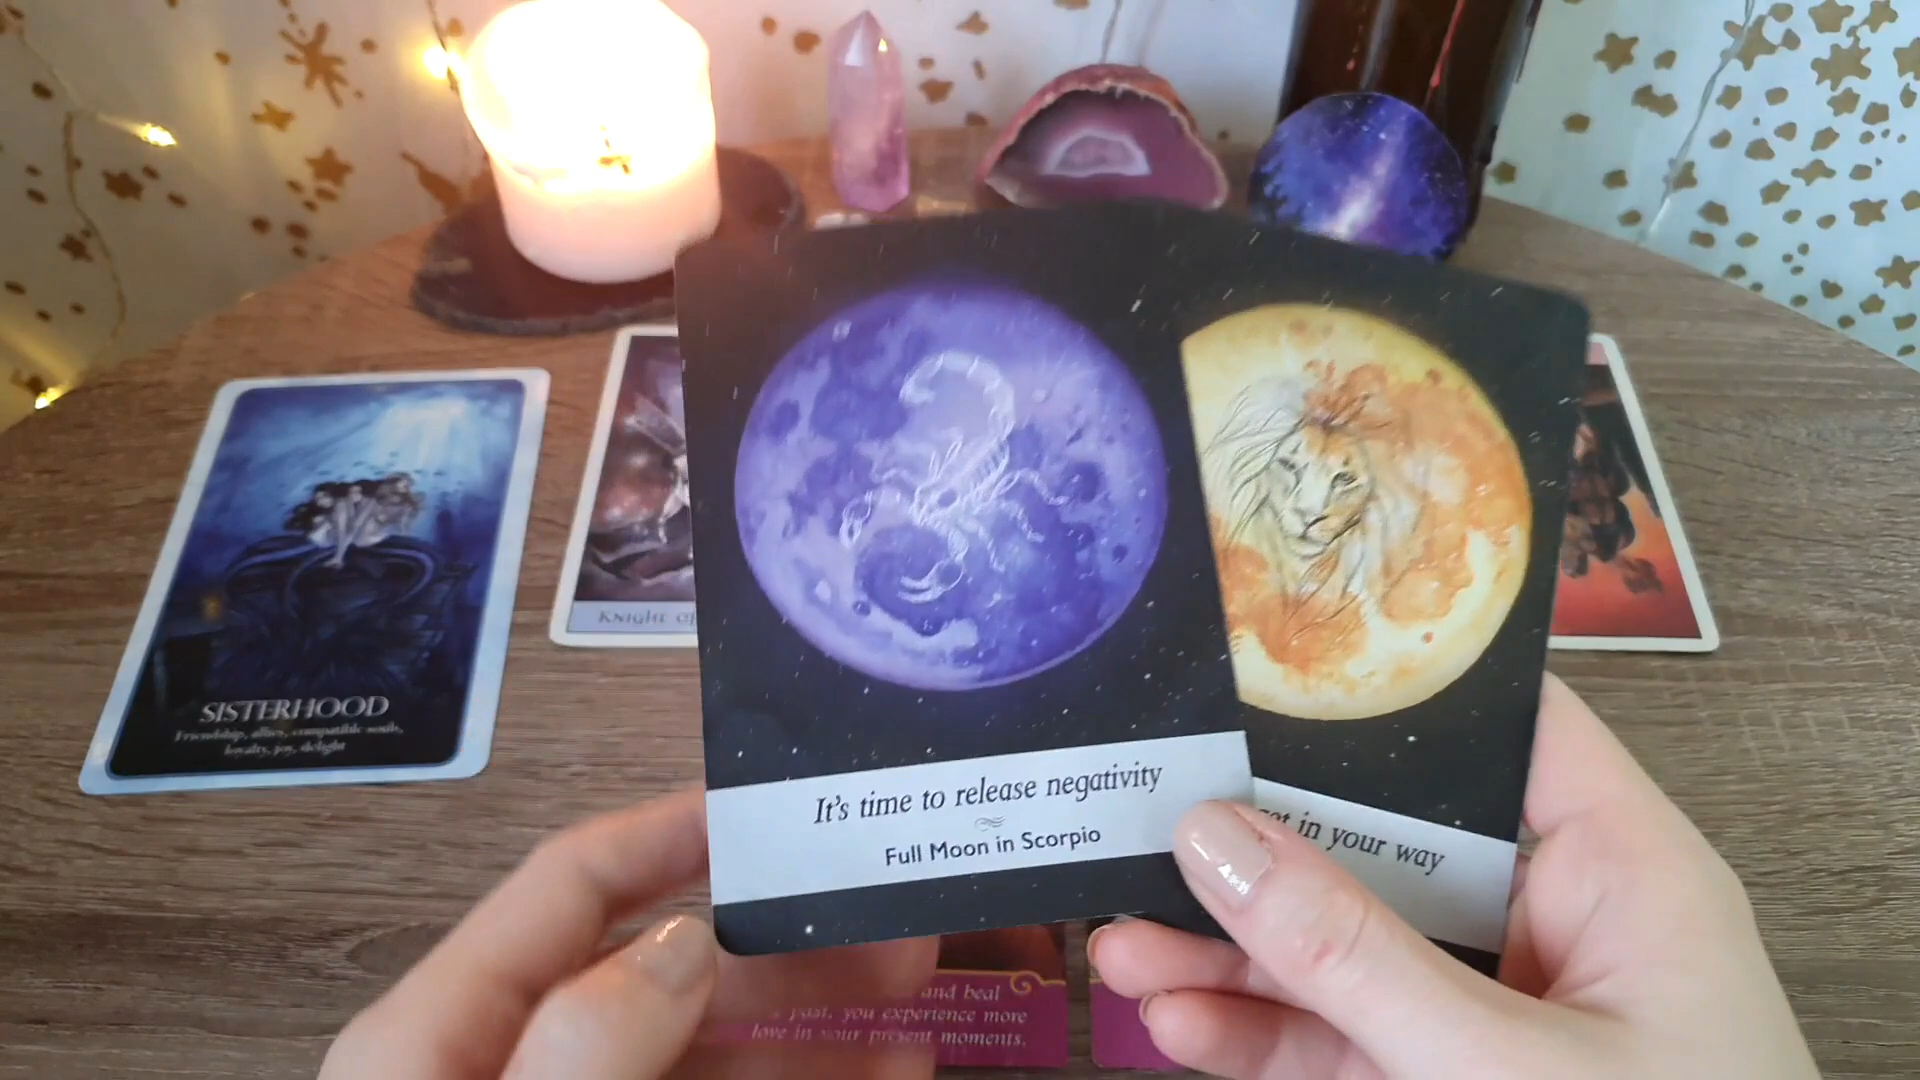 SISTERHOOD
Friendship, allies, compatible souls,
loyalty, joy, delight
KNIGHT OF
It's time to release negativity
Full Moon in Scorpio
in your way
and heal
past, you experience more
love in your present moments.